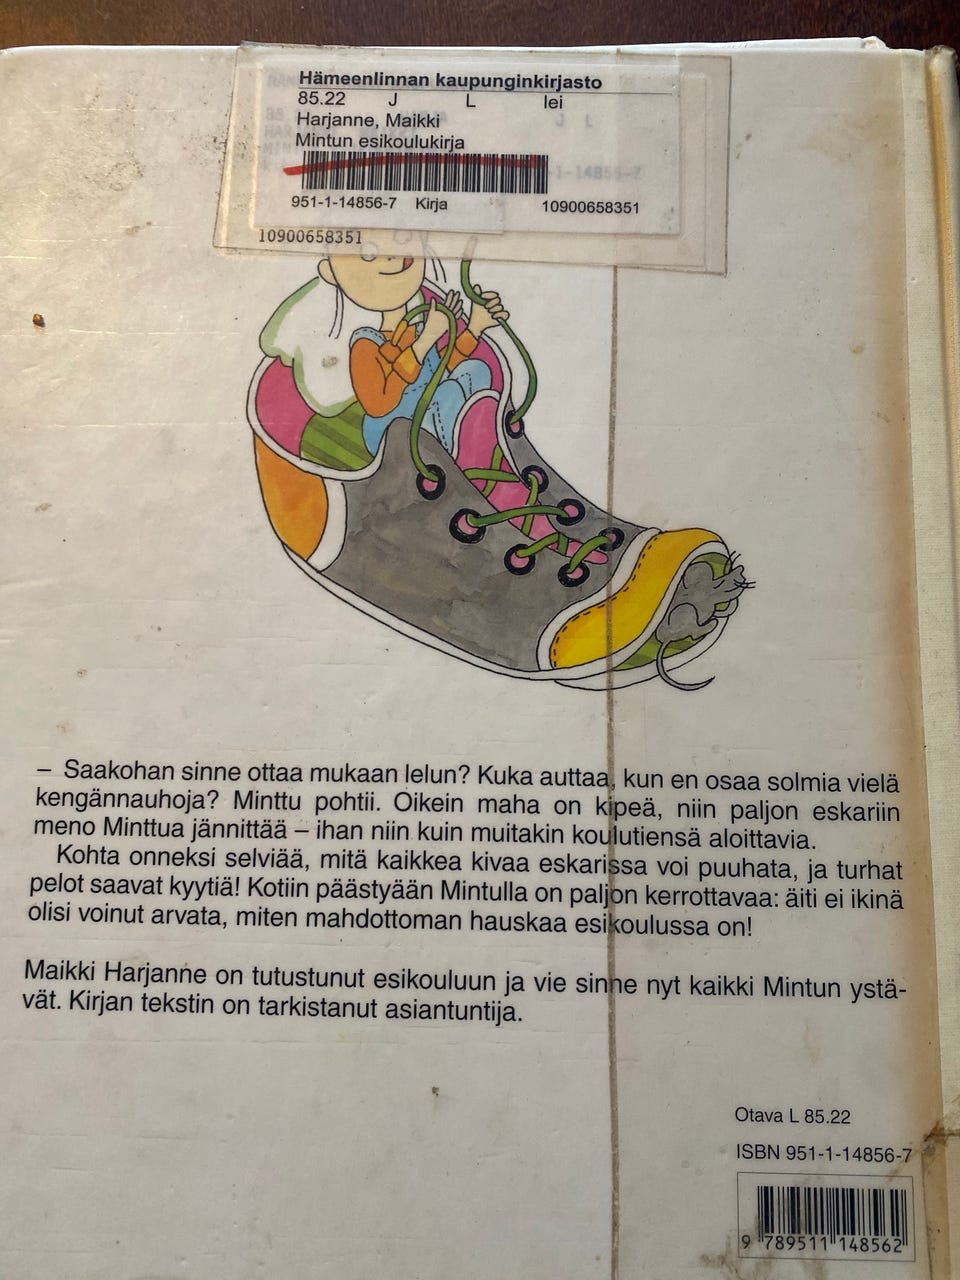 Hämeenlinnan kaupunginkirjasto
85.22 J L lei
Harjanne, Maikki
Mintun esikoulukirja
951-1-14856-7 Kirja 10900658351
10900658351
– Saakohan sinne ottaa mukaan lelun? Kuka auttaa, kun en osaa solmia vielä
kengännauhoja? Minttu pohtii. Oikein maha on kipeä, niin paljon eskariin
meno Minttua jännittää – ihan niin kuin muitakin koulutiensä aloittavia.
Kohta onneksi selviää, mitä kaikkea kivaa eskarissa voi puuhata, ja turhat
pelot saavat kyytiä! Kotiin päästyään Mintulla on paljon kerrottavaa: äiti ei ikinä
olisi voinut arvata, miten mahdottoman hauskaa esikoulussa on!
Maikki Harjanne on tutustunut esikouluun ja vie sinne nyt kaikki Mintun ystä-
vät. Kirjan tekstin on tarkistanut asiantuntija.
Otava L 85.22
ISBN 951-1-14856-7
9 789511 148562